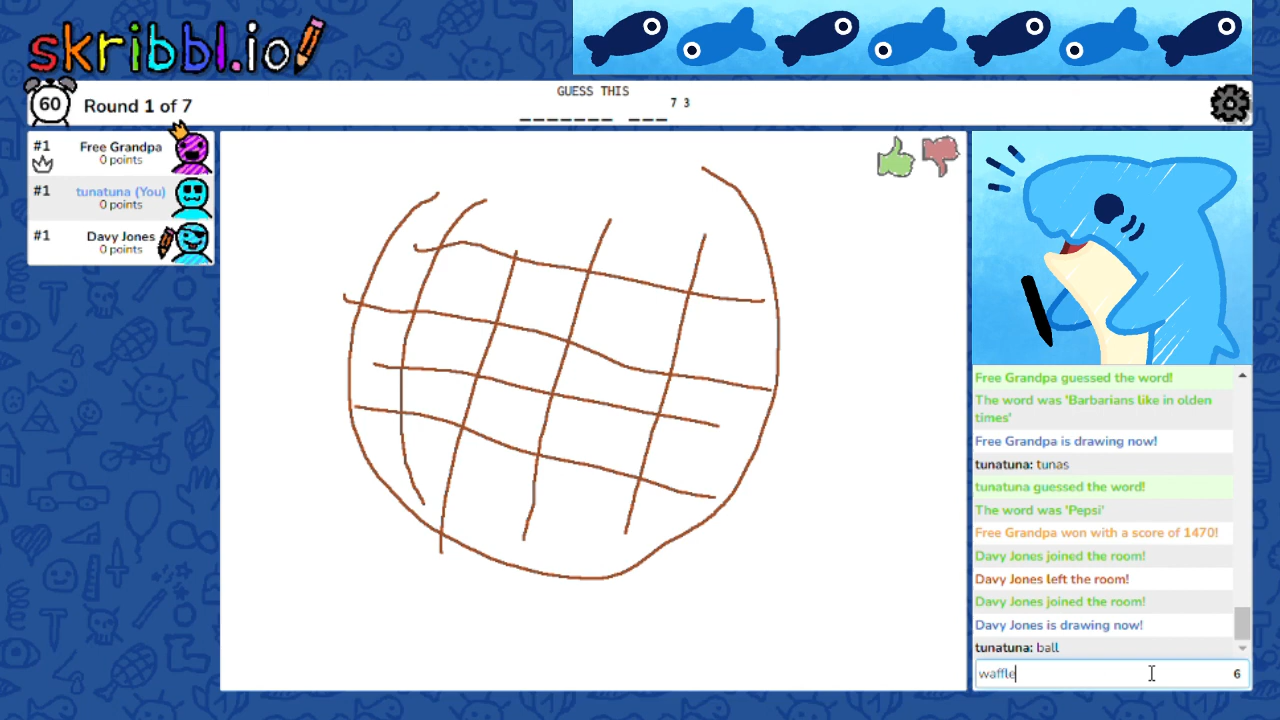 skribbl.io
60
Round 1 of 7
GUESS THIS
_______ ___ 7 3
#1
Free Grandpa
0 points
#1
tunatuna (You)
0 points
#1
Davy Jones
0 points
Free Grandpa guessed the word!
The word was 'Barbarians like in olden
times'
Free Grandpa is drawing now!
tunatuna: tunas
tunatuna guessed the word!
The word was 'Pepsi'
Free Grandpa won with a score of 1470!
Davy Jones joined the room!
Davy Jones left the room!
Davy Jones joined the room!
Davy Jones is drawing now!
tunatuna: ball
waffle 6